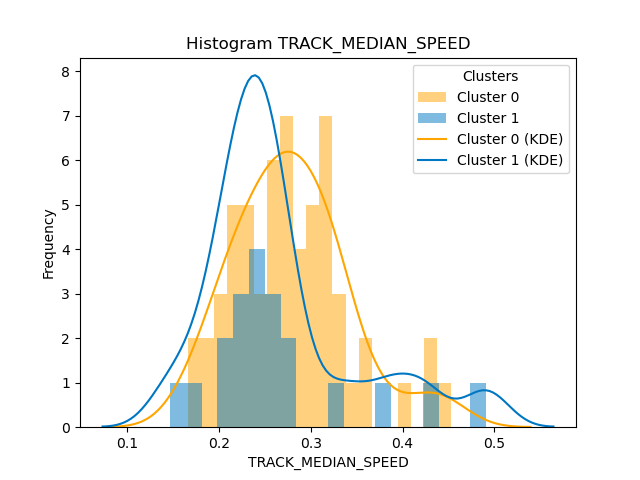 Histogram TRACK_MEDIAN_SPEED
Clusters
Cluster 0
Cluster 1
Cluster 0 (KDE)
Cluster 1 (KDE)
Frequency
8
7
6
5
4
3
2
1
0
0.1 0.2 0.3 0.4 0.5
TRACK_MEDIAN_SPEED